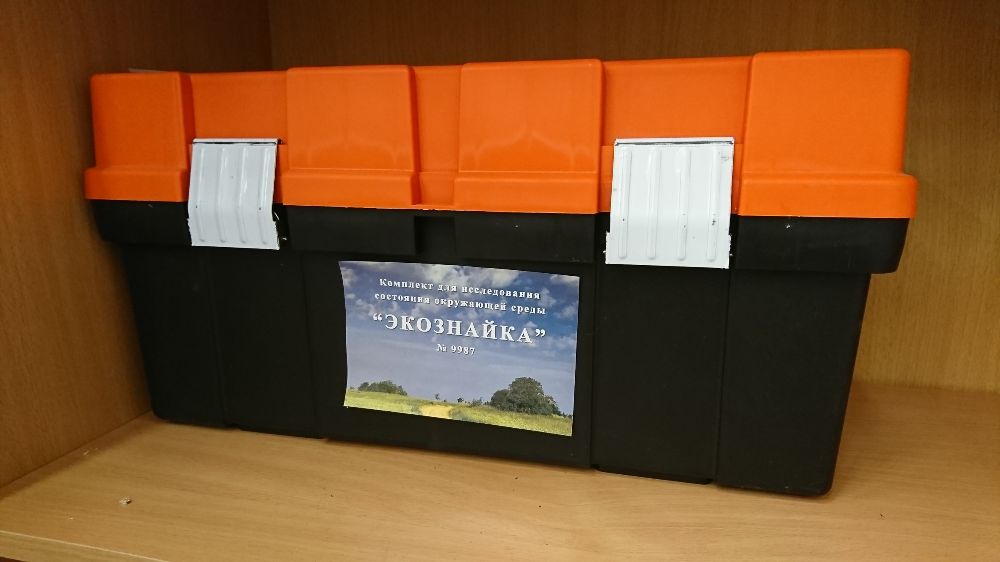 Комплект для исследования
состояния окружающей среды
“ЭКОЗНАЙКА”
№ 9987